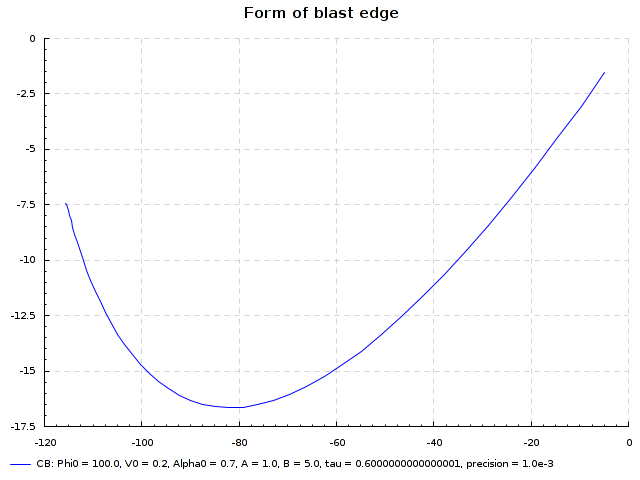 Form of blast edge
0
-2.5
-5
-7.5
-10
-12.5
-15
-17.5
-120 -100 -80 -60 -40 -20 0
CB: Phi0 = 100.0, V0 = 0.2, Alpha0 = 0.7, A = 1.0, B = 5.0, tau = 0.6000000000000001, precision = 1.0e-3